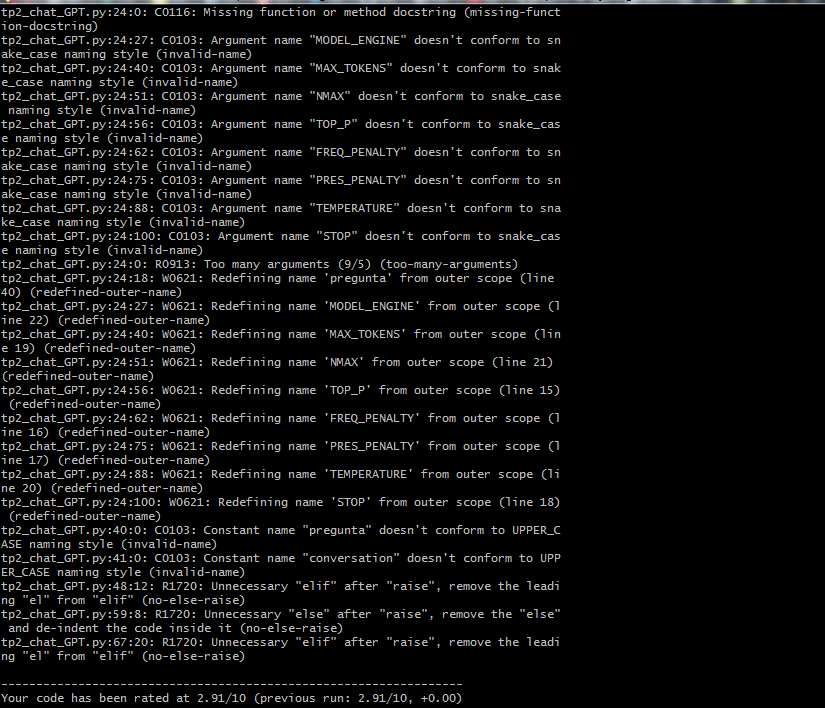 tp2_chat_GPT.py:24:0: C0116: Missing function or method docstring (missing-funct
ion-docstring)
tp2_chat_GPT.py:24:27: C0103: Argument name "MODEL_ENGINE" doesn't conform to sn
ake_case naming style (invalid-name)
tp2_chat_GPT.py:24:40: C0103: Argument name "MAX_TOKENS" doesn't conform to snak
e_case naming style (invalid-name)
tp2_chat_GPT.py:24:51: C0103: Argument name "NMAX" doesn't conform to snake_case
 naming style (invalid-name)
tp2_chat_GPT.py:24:56: C0103: Argument name "TOP_P" doesn't conform to snake_cas
e naming style (invalid-name)
tp2_chat_GPT.py:24:62: C0103: Argument name "FREQ_PENALTY" doesn't conform to sn
ake_case naming style (invalid-name)
tp2_chat_GPT.py:24:75: C0103: Argument name "PRES_PENALTY" doesn't conform to sn
ake_case naming style (invalid-name)
tp2_chat_GPT.py:24:88: C0103: Argument name "TEMPERATURE" doesn't conform to sna
ke_case naming style (invalid-name)
tp2_chat_GPT.py:24:100: C0103: Argument name "STOP" doesn't conform to snake_cas
e naming style (invalid-name)
tp2_chat_GPT.py:24:0: R0913: Too many arguments (9/5) (too-many-arguments)
tp2_chat_GPT.py:24:18: W0621: Redefining name 'pregunta' from outer scope (line
40) (redefined-outer-name)
tp2_chat_GPT.py:24:27: W0621: Redefining name 'MODEL_ENGINE' from outer scope (l
ine 22) (redefined-outer-name)
tp2_chat_GPT.py:24:40: W0621: Redefining name 'MAX_TOKENS' from outer scope (lin
e 19) (redefined-outer-name)
tp2_chat_GPT.py:24:51: W0621: Redefining name 'NMAX' from outer scope (line 21)
(redefined-outer-name)
tp2_chat_GPT.py:24:56: W0621: Redefining name 'TOP_P' from outer scope (line 15)
 (redefined-outer-name)
tp2_chat_GPT.py:24:62: W0621: Redefining name 'FREQ_PENALTY' from outer scope (l
ine 16) (redefined-outer-name)
tp2_chat_GPT.py:24:75: W0621: Redefining name 'PRES_PENALTY' from outer scope (l
ine 17) (redefined-outer-name)
tp2_chat_GPT.py:24:88: W0621: Redefining name 'TEMPERATURE' from outer scope (li
ne 20) (redefined-outer-name)
tp2_chat_GPT.py:24:100: W0621: Redefining name 'STOP' from outer scope (line 18)
 (redefined-outer-name)
tp2_chat_GPT.py:40:0: C0103: Constant name "pregunta" doesn't conform to UPPER_C
ASE naming style (invalid-name)
tp2_chat_GPT.py:41:0: C0103: Constant name "conversation" doesn't conform to UPP
ER_CASE naming style (invalid-name)
tp2_chat_GPT.py:48:12: R1720: Unnecessary "elif" after "raise", remove the leadi
ng "el" from "elif" (no-else-raise)
tp2_chat_GPT.py:59:8: R1720: Unnecessary "else" after "raise", remove the "else"
 and de-indent the code inside it (no-else-raise)
tp2_chat_GPT.py:67:20: R1720: Unnecessary "elif" after "raise", remove the leadi
ng "el" from "elif" (no-else-raise)
------------------------------------------------------------------
Your code has been rated at 2.91/10 (previous run: 2.91/10, +0.00)